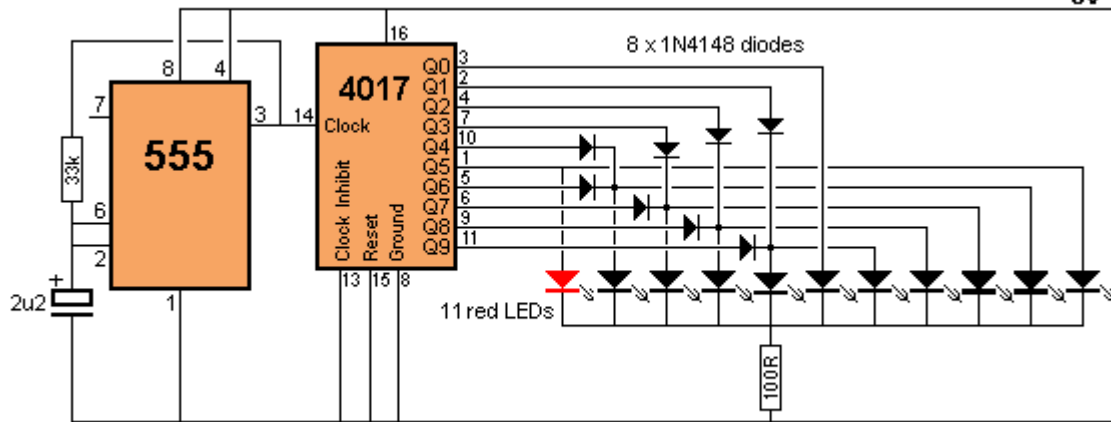 8 x 1N4148 diodes
16
8
4
7
3
14
6
2
1
555
33k
2u2
+
4017
Clock
Clock Inhibit
Reset
Ground
Q0
Q1
Q2
Q3
Q4
Q5
Q6
Q7
Q8
Q9
3
2
4
7
10
1
5
6
9
11
13
15
8
11 red LEDs
100R